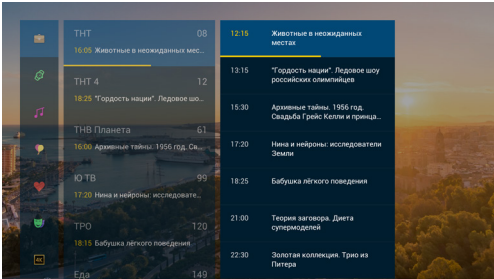 ТНТ 08
16:05 Животные в неожиданных мес...
ТНТ 4 12
18:25 "Гордость нации". Ледовое шо...
ТНВ Планета 61
16:00 Архивные тайны. 1956 год. Св...
Ю ТВ 99
17:20 Нина и нейроны: исследовате...
ТРО 120
18:15 Бабушка лёгкого поведения
Еда 149
4K
12:15 Животные в неожиданных
местах
13:15 "Гордость нации". Ледовое шоу
российских олимпийцев
15:30 Архивные тайны. 1956 год.
Свадьба Грейс Келли и принца...
17:20 Нина и нейроны: исследователи
Земли
18:25 Бабушка лёгкого поведения
21:00 Теория заговора. Диета
супермоделей
22:30 Золотая коллекция. Трио из
Питера